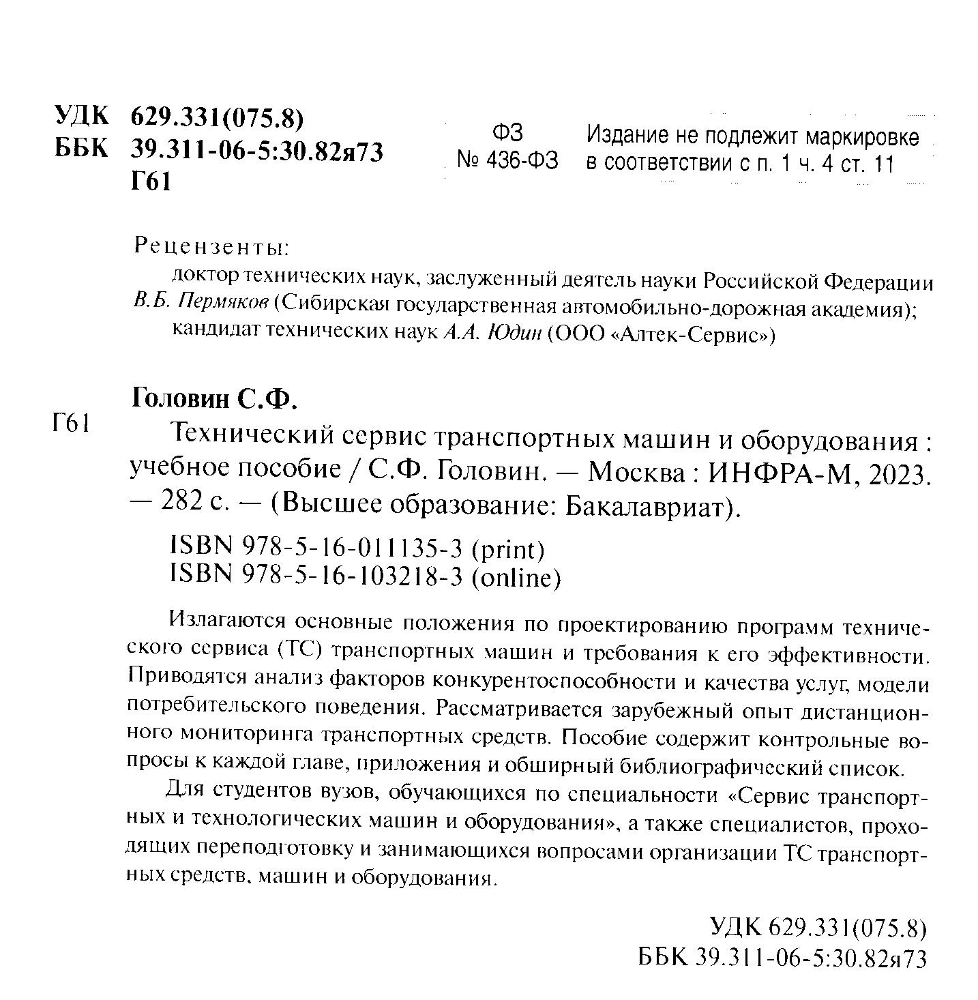 УДК 629.331(075.8)
ББК 39.311-06-5:30.82я73
Г61
ФЗ
№ 436-ФЗ
Издание не подлежит маркировке
в соответствии с п. 1 ч. 4 ст. 11
Рецензенты:
доктор технических наук, заслуженный деятель науки Российской Федерации
В.Б. Пермяков (Сибирская государственная автомобильно-дорожная академия);
кандидат технических наук А.А. Юдин (ООО «Алтек-Сервис»)
Головин С.Ф.
Г61
Технический сервис транспортных машин и оборудования :
учебное пособие / С.Ф. Головин. — Москва : ИНФРА-М, 2023.
— 282 с. — (Высшее образование: Бакалавриат).
ISBN 978-5-16-011135-3 (print)
ISBN 978-5-16-103218-3 (online)
Излагаются основные положения по проектированию программ техниче-
ского сервиса (ТС) транспортных машин и требования к его эффективности.
Приводятся анализ факторов конкурентоспособности и качества услуг, модели
потребительского поведения. Рассматривается зарубежный опыт дистанцион-
ного мониторинга транспортных средств. Пособие содержит контрольные во-
просы к каждой главе, приложения и обширный библиографический список.
Для студентов вузов, обучающихся по специальности «Сервис транспорт-
ных и технологических машин и оборудования», а также специалистов, прохо-
дящих переподготовку и занимающихся вопросами организации ТС транспорт-
ных средств, машин и оборудования.
УДК 629.331(075.8)
ББК 39.311-06-5:30.82я73